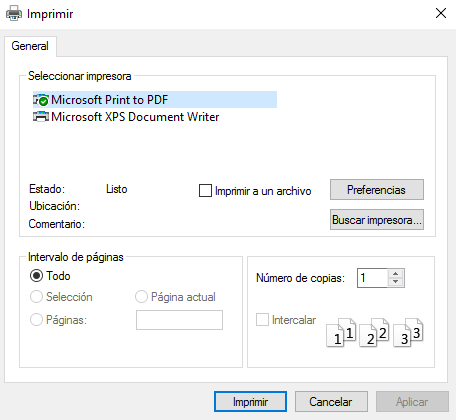 Imprimir
General
Seleccionar impresora
Microsoft Print to PDF
Microsoft XPS Document Writer
Estado: Listo
Imprimir a un archivo
Preferencias
Ubicación:
Comentario:
Buscar impresora...
Intervalo de páginas
Todo
Selección
Página actual
Páginas:
Número de copias: 1
Intercalar
1 1 2 2 3 3
Imprimir
Cancelar
Aplicar